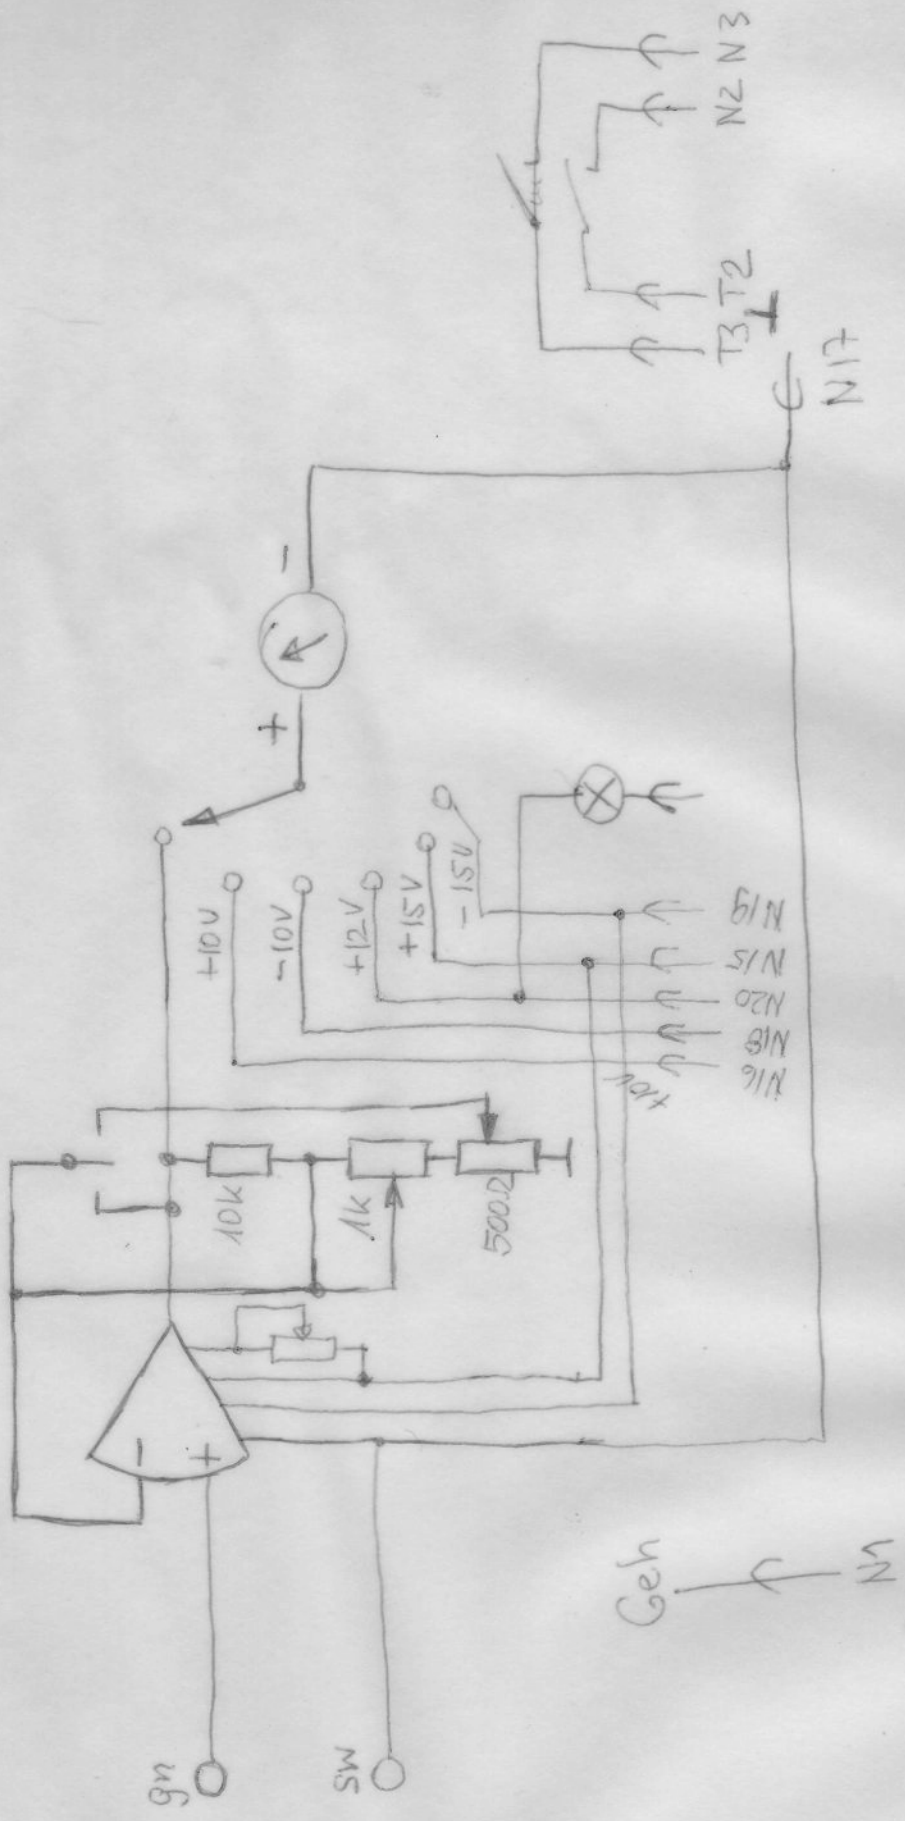 gn
sw
-
+
10k
1k
500Ω
+10V
-10V
+12V
+15V
-15V
+
-
+10V
N16
N18
N20
N15
N19
N17
T3
T2
N2
N3
Geh